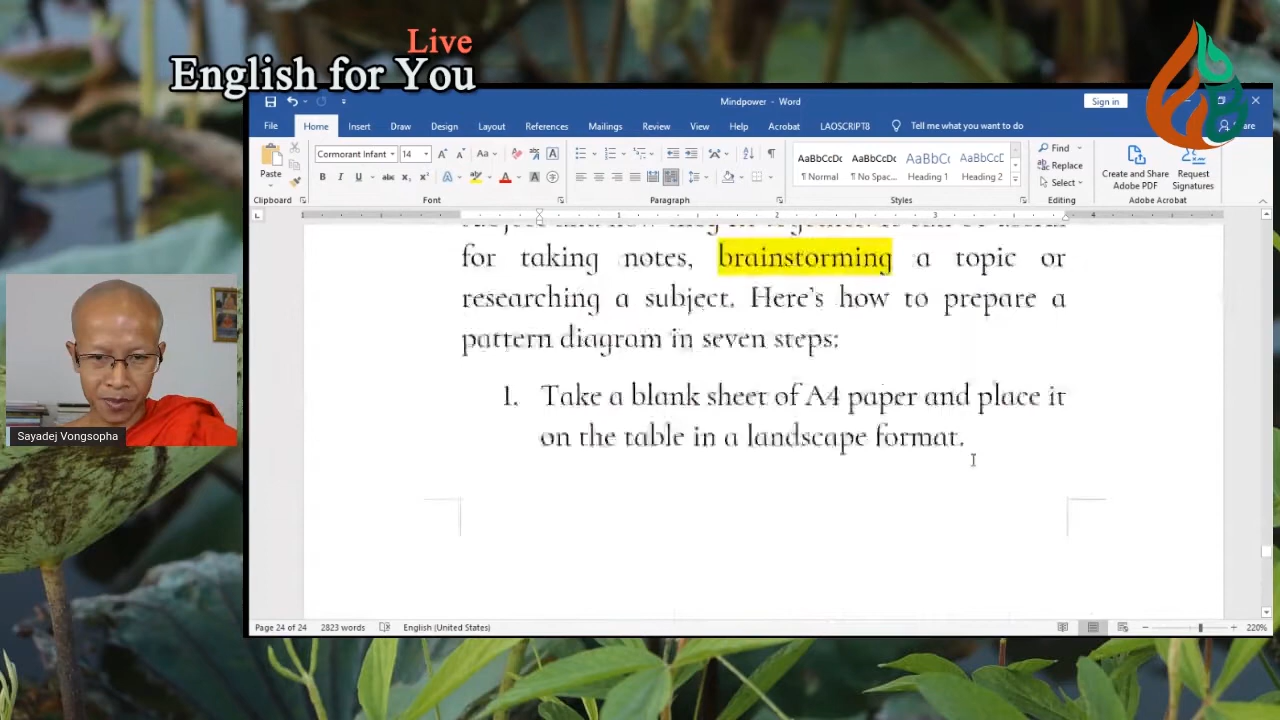 Live
English for You
Mindpower - Word
Sign in
File Home Insert Draw Design Layout References Mailings Review View Help Acrobat LAOSCRIPT8 Tell me what you want to do
Paste
Clipboard
Cormorant Infant 14
Font
Paragraph
AaBbCcDc AaBbCcDc AaBbCc AaBbCcD
¶ Normal ¶ No Spac... Heading 1 Heading 2
Styles
Find
Replace
Select
Editing
Create and Share Adobe PDF
Request Signatures
Adobe Acrobat
for taking notes, brainstorming a topic or
researching a subject. Here's how to prepare a
pattern diagram in seven steps:
1. Take a blank sheet of A4 paper and place it
on the table in a landscape format.
Sayadej Vongsopha
Page 24 of 24 2823 words English (United States) 220%